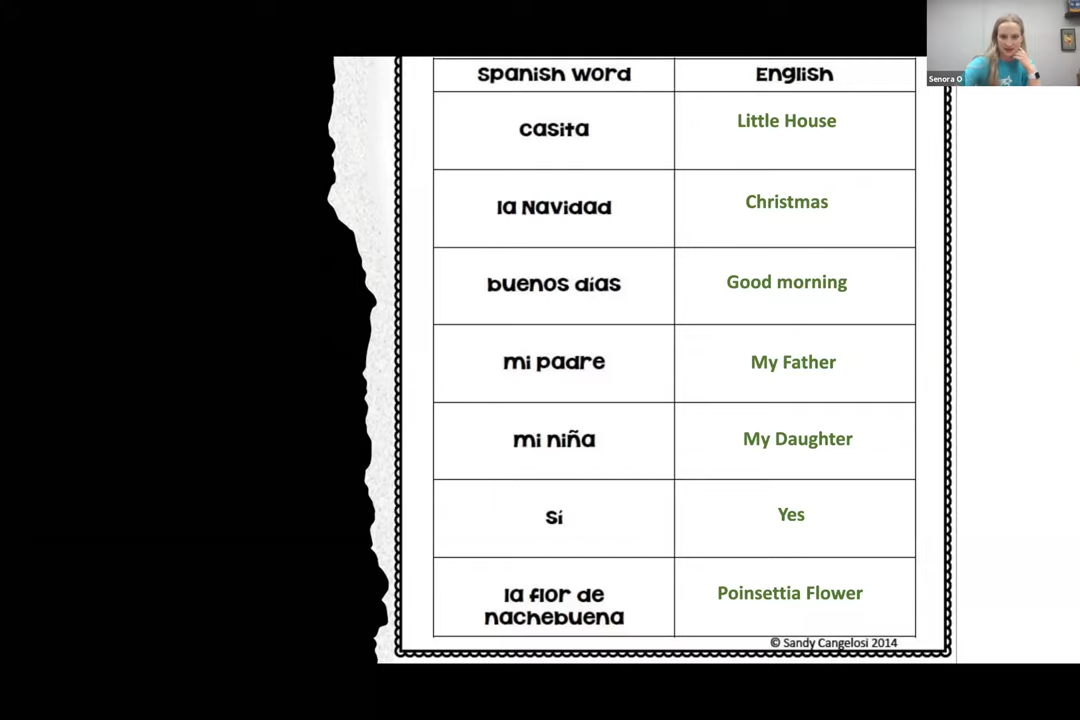 Senora O
Spanish Word English
casita Little House
la Navidad Christmas
buenos días Good morning
mi padre My Father
mi niña My Daughter
sí Yes
la flor de Poinsettia Flower
nachebuena
© Sandy Cangelosi 2014